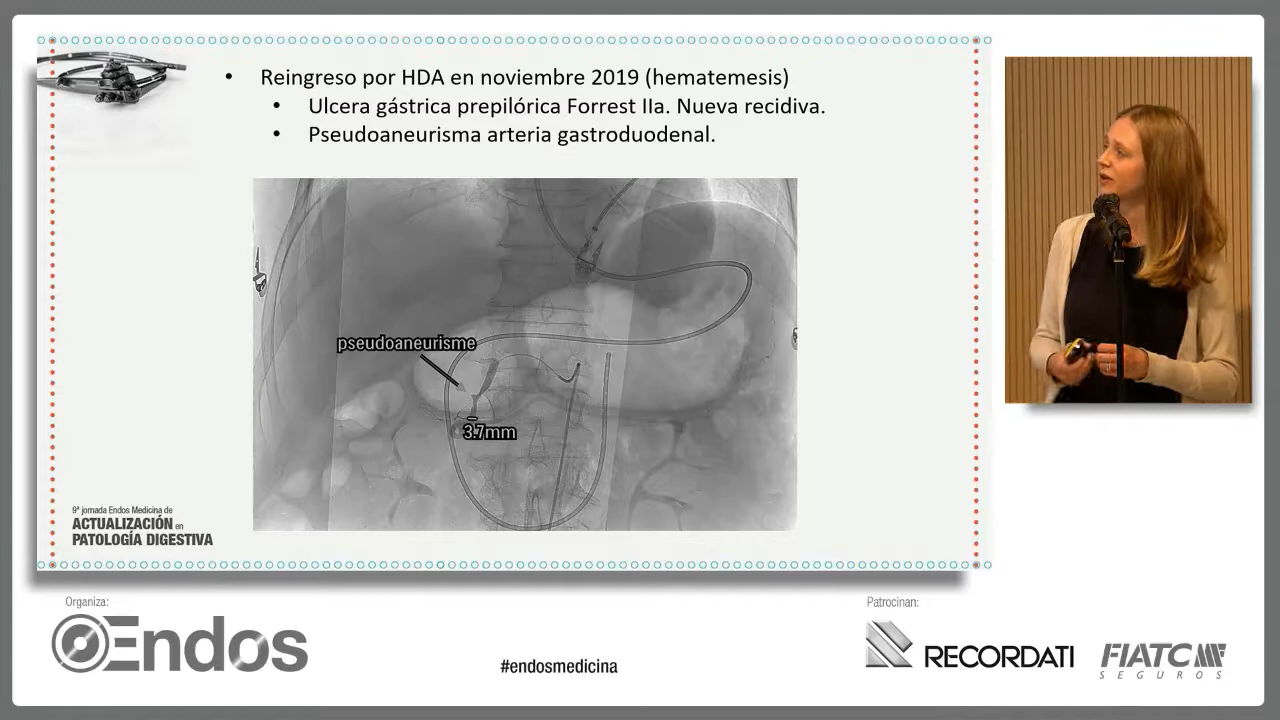 Reingreso por HDA en noviembre 2019 (hematemesis)
Ulcera gástrica prepilórica Forrest IIa. Nueva recidiva.
Pseudoaneurisma arteria gastroduodenal.
pseudoaneurisme
3.7mm
9ª jornada Endos Medicina de
ACTUALIZACIÓN en
PATOLOGÍA DIGESTIVA
Organiza:
Endos
#endosmedicina
Patrocinan:
RECORDATI
FIATC
SEGUROS